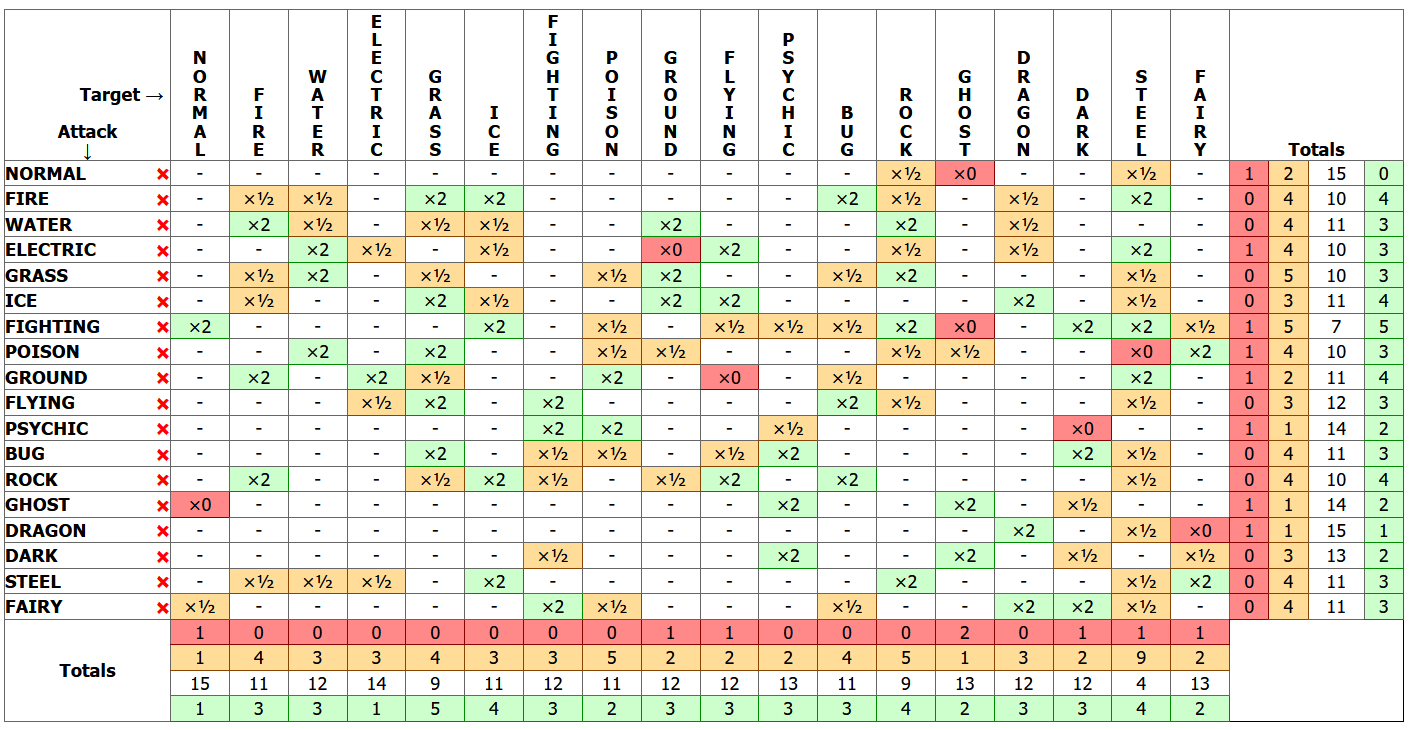 Target → NORMAL FIRE WATER ELECTRIC GRASS ICE FIGHTING POISON GROUND FLYING PSYCHIC BUG ROCK GHOST DRAGON DARK STEEL FAIRY
Attack ↓ Totals
NORMAL ❌ - - - - - - - - - - - - ×½ ×0 - - ×½ - 1 2 15 0
FIRE ❌ - ×½ ×½ - ×2 ×2 - - - - - ×2 ×½ - ×½ - ×2 - 0 4 10 4
WATER ❌ - ×2 ×½ - ×½ ×½ - - ×2 - - - ×2 - ×½ - - - 0 4 11 3
ELECTRIC ❌ - - ×2 ×½ - ×½ - - ×0 ×2 - - ×½ - ×½ - ×2 - 1 4 10 3
GRASS ❌ - ×½ ×2 - ×½ - - ×½ ×2 - - ×½ ×2 - - - ×½ - 0 5 10 3
ICE ❌ - ×½ - - ×2 ×½ - - ×2 ×2 - - - - ×2 - ×½ - 0 3 11 4
FIGHTING ❌ ×2 - - - - ×2 - ×½ - ×½ ×½ ×½ ×2 ×0 - ×2 ×2 ×½ 1 5 7 5
POISON ❌ - - ×2 - ×2 - - ×½ ×½ - - - ×½ ×½ - - ×0 ×2 1 4 10 3
GROUND ❌ - ×2 - ×2 ×½ - - ×2 - ×0 - ×½ - - - - ×2 - 1 2 11 4
FLYING ❌ - - - ×½ ×2 - ×2 - - - - ×2 ×½ - - - ×½ - 0 3 12 3
PSYCHIC ❌ - - - - - - ×2 ×2 - - ×½ - - - - ×0 - - 1 1 14 2
BUG ❌ - - - - ×2 - ×½ ×½ - ×½ ×2 - - - - ×2 ×½ - 0 4 11 3
ROCK ❌ - ×2 - - ×½ ×2 ×½ - ×½ ×2 - ×2 - - - - ×½ - 0 4 10 4
GHOST ❌ ×0 - - - - - - - - - ×2 - - ×2 - ×½ - - 1 1 14 2
DRAGON ❌ - - - - - - - - - - - - - - ×2 - ×½ ×0 1 1 15 1
DARK ❌ - - - - - - ×½ - - - ×2 - - ×2 - ×½ - ×½ 0 3 13 2
STEEL ❌ - ×½ ×½ ×½ - ×2 - - - - - - ×2 - - - ×½ ×2 0 4 11 3
FAIRY ❌ ×½ - - - - - ×2 ×½ - - - ×½ - - ×2 ×2 ×½ - 0 4 11 3
Totals
1 0 0 0 0 0 0 0 1 1 0 0 0 2 0 1 1 1
1 4 3 3 4 3 3 5 2 2 2 4 5 1 3 2 9 2
15 11 12 14 9 11 12 11 12 12 13 11 9 13 12 12 4 13
1 3 3 1 5 4 3 2 3 3 3 3 4 2 3 3 4 2